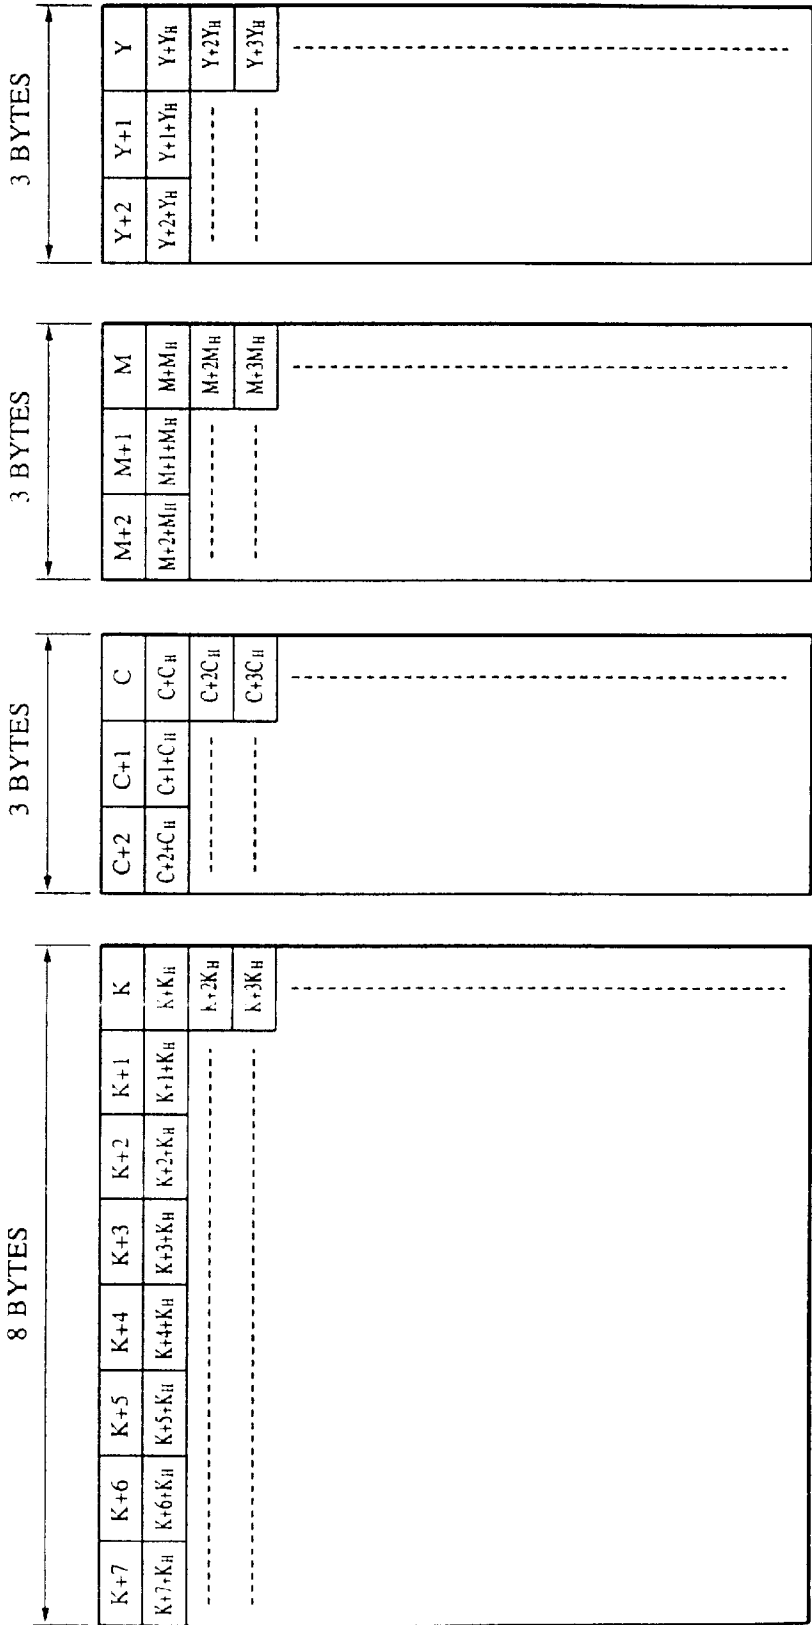 8 BYTES
K+7 K+6 K+5 K+4 K+3 K+2 K+1 K
K+7+KH K+6+KH K+5+KH K+4+KH K+3+KH K+2+KH K+1+KH K+KH
K+2KH
K+3KH
3 BYTES
C+2 C+1 C
C+2+CH C+1+CH C+CH
C+2CH
C+3CH
3 BYTES
M+2 M+1 M
M+2+MH M+1+MH M+MH
M+2MH
M+3MH
3 BYTES
Y+2 Y+1 Y
Y+2+YH Y+1+YH Y+YH
Y+2YH
Y+3YH